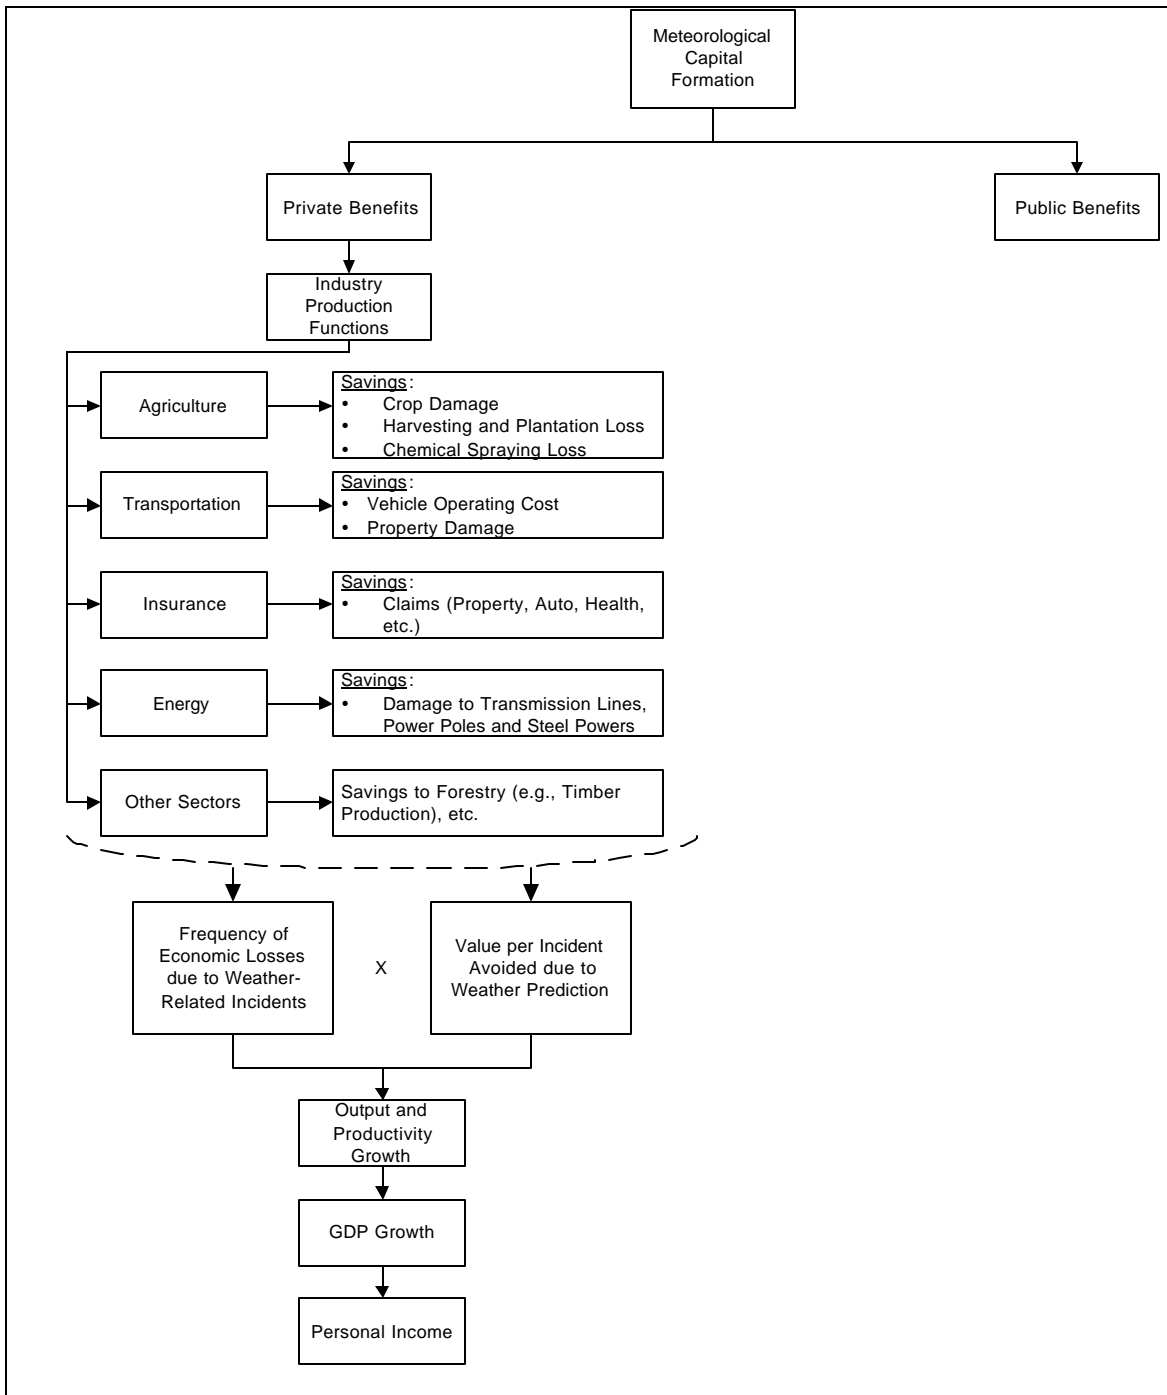 Meteorological
Capital
Formation
Private Benefits
Public Benefits
Industry
Production
Functions
Agriculture
Savings:
• Crop Damage
• Harvesting and Plantation Loss
• Chemical Spraying Loss
Transportation
Savings:
• Vehicle Operating Cost
• Property Damage
Insurance
Savings:
• Claims (Property, Auto, Health,
etc.)
Energy
Savings:
• Damage to Transmission Lines,
Power Poles and Steel Powers
Other Sectors
Savings to Forestry (e.g., Timber
Production), etc.
Frequency of
Economic Losses
due to Weather-
Related Incidents
X
Value per Incident
Avoided due to
Weather Prediction
Output and
Productivity
Growth
GDP Growth
Personal Income